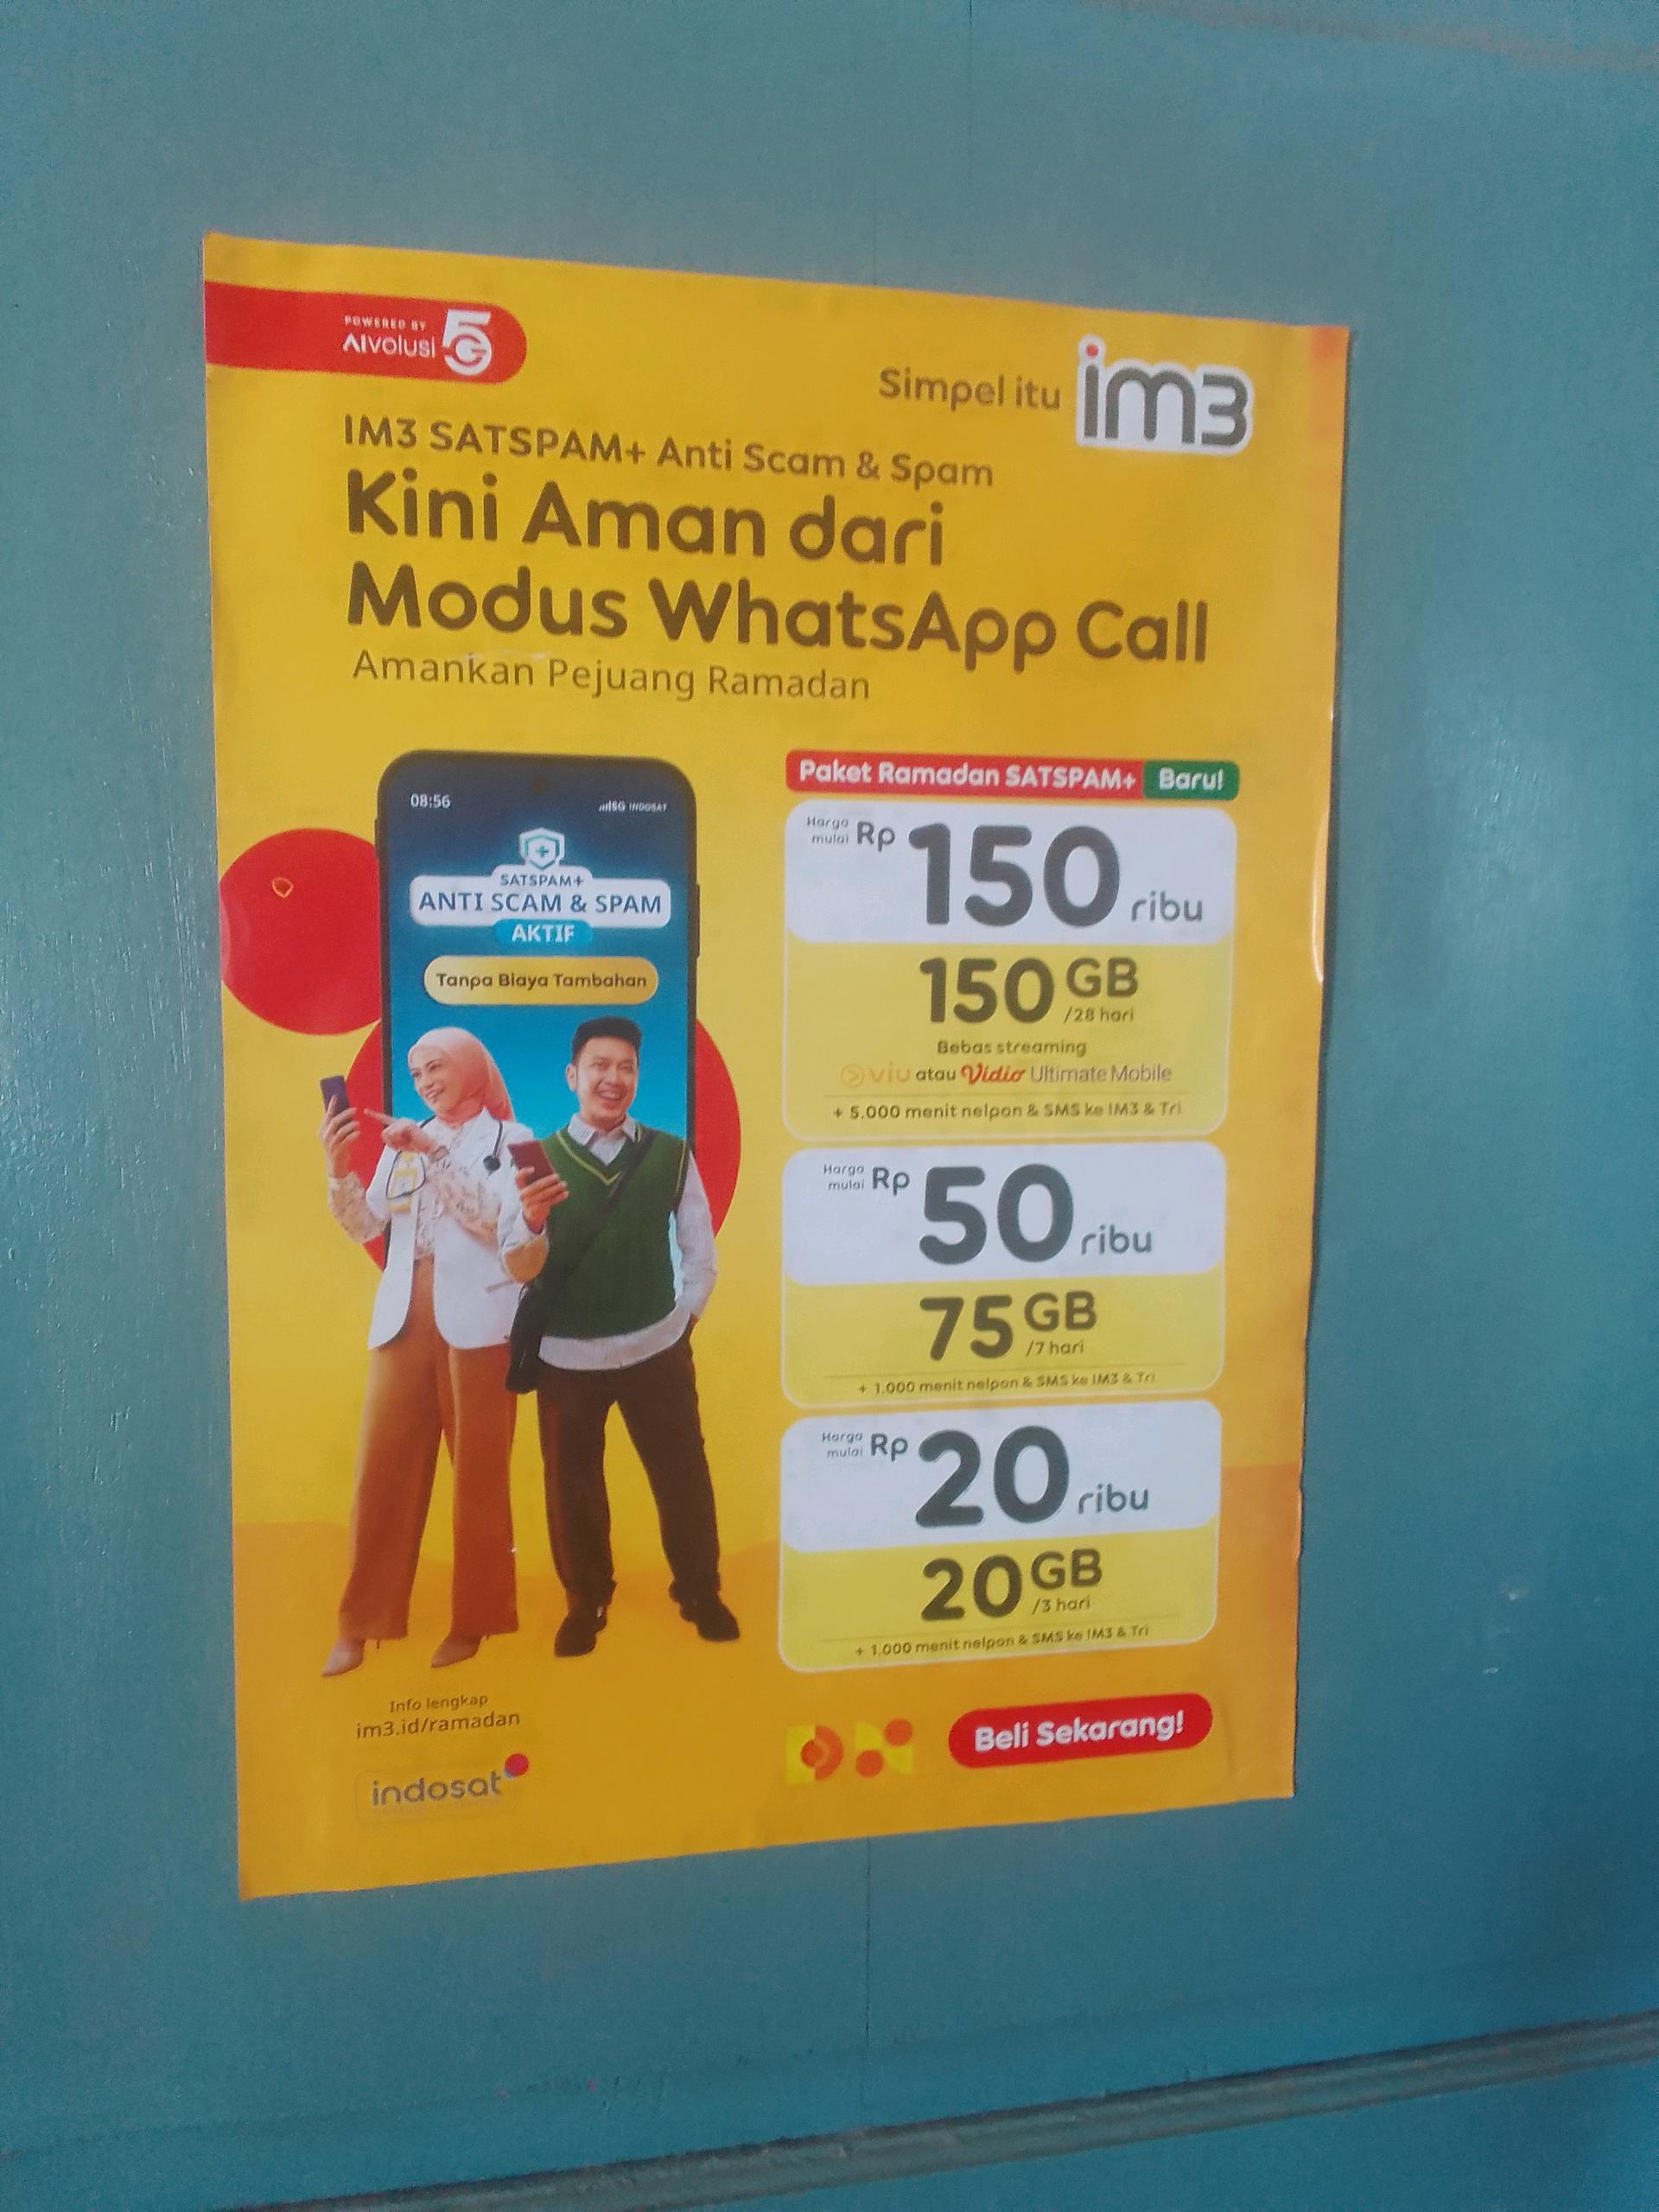 POWERED BY
AIvolusi 5G
Simpel itu im3
IM3 SATSPAM+ Anti Scam & Spam
Kini Aman dari
Modus WhatsApp Call
Amankan Pejuang Ramadan
08:56
5G INDOSAT
SATSPAM+
ANTI SCAM & SPAM
AKTIF
Tanpa Biaya Tambahan
Paket Ramadan SATSPAM+ Baru!
Harga mulai Rp 150 ribu
150 GB /28 hari
Bebas streaming
viu atau Vidio Ultimate Mobile
+ 5.000 menit nelpon & SMS ke IM3 & Tri
Harga mulai Rp 50 ribu
75 GB /7 hari
+ 1.000 menit nelpon & SMS ke IM3 & Tri
Harga mulai Rp 20 ribu
20 GB /3 hari
+ 1.000 menit nelpon & SMS ke IM3 & Tri
Info lengkap
im3.id/ramadan
indosat
Beli Sekarang!